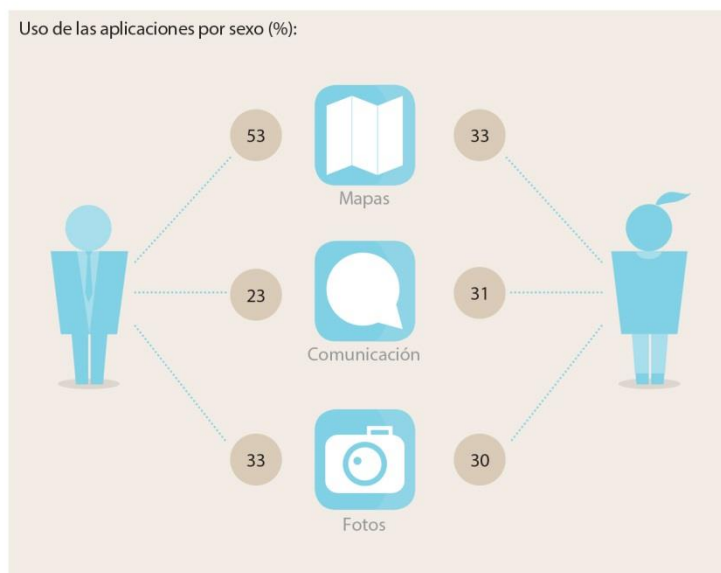 Uso de las aplicaciones por sexo (%):
53
33
Mapas
23
31
Comunicación
33
30
Fotos